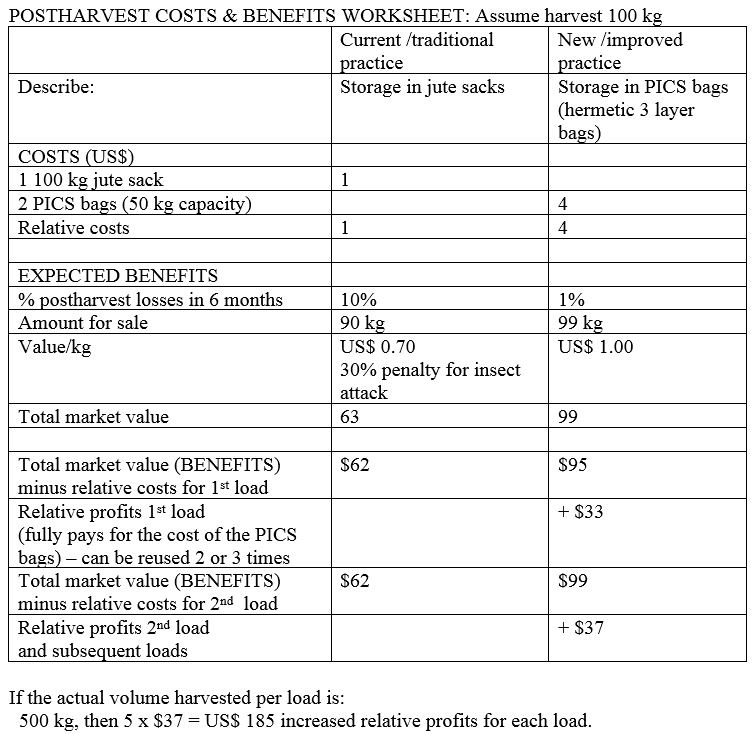 POSTHARVEST COSTS & BENEFITS WORKSHEET: Assume harvest 100 kg
Current /traditional practice
New /improved practice
Describe:
Storage in jute sacks
Storage in PICS bags (hermetic 3 layer bags)
COSTS (US$)
1 100 kg jute sack
1
2 PICS bags (50 kg capacity)
4
Relative costs
1
4
EXPECTED BENEFITS
% postharvest losses in 6 months
10%
1%
Amount for sale
90 kg
99 kg
Value/kg
US$ 0.70
30% penalty for insect attack
US$ 1.00
Total market value
63
99
Total market value (BENEFITS)
minus relative costs for 1st load
$62
$95
Relative profits 1st load
(fully pays for the cost of the PICS
bags) – can be reused 2 or 3 times
+ $33
Total market value (BENEFITS)
minus relative costs for 2nd load
$62
$99
Relative profits 2nd load
and subsequent loads
+ $37
If the actual volume harvested per load is:
500 kg, then 5 x $37 = US$ 185 increased relative profits for each load.